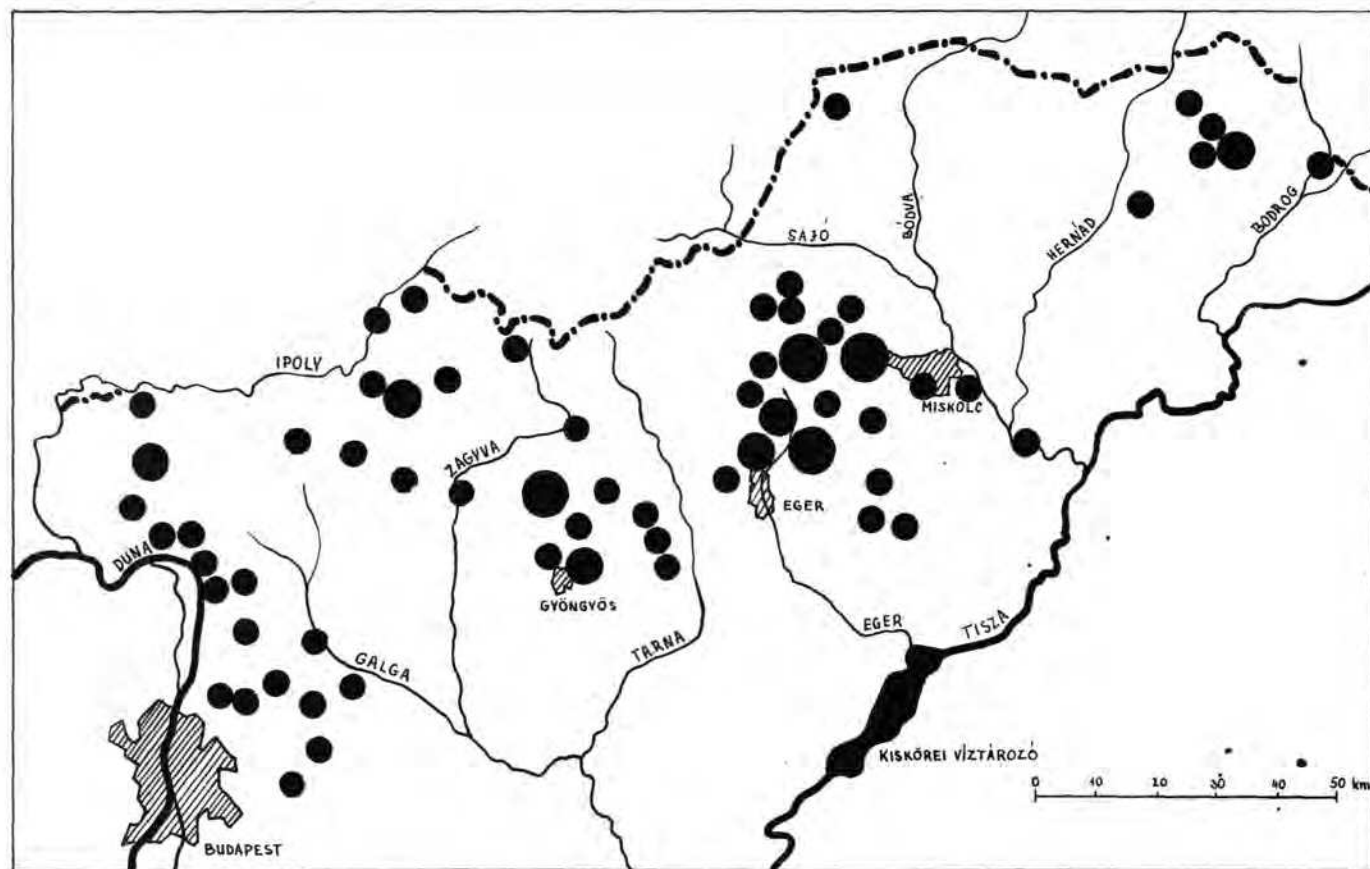 SAJÓ
BÓDVA
HERNÁD
BODROG
IPOLY
MISKOLC
ZAGYVA
EGER
DUNA
GYÖNGYÖS
EGER
TISZA
TARNA
GALGA
KISKÖREI VÍZTÁROZÓ
0 10 20 30 40 50 km
BUDAPEST